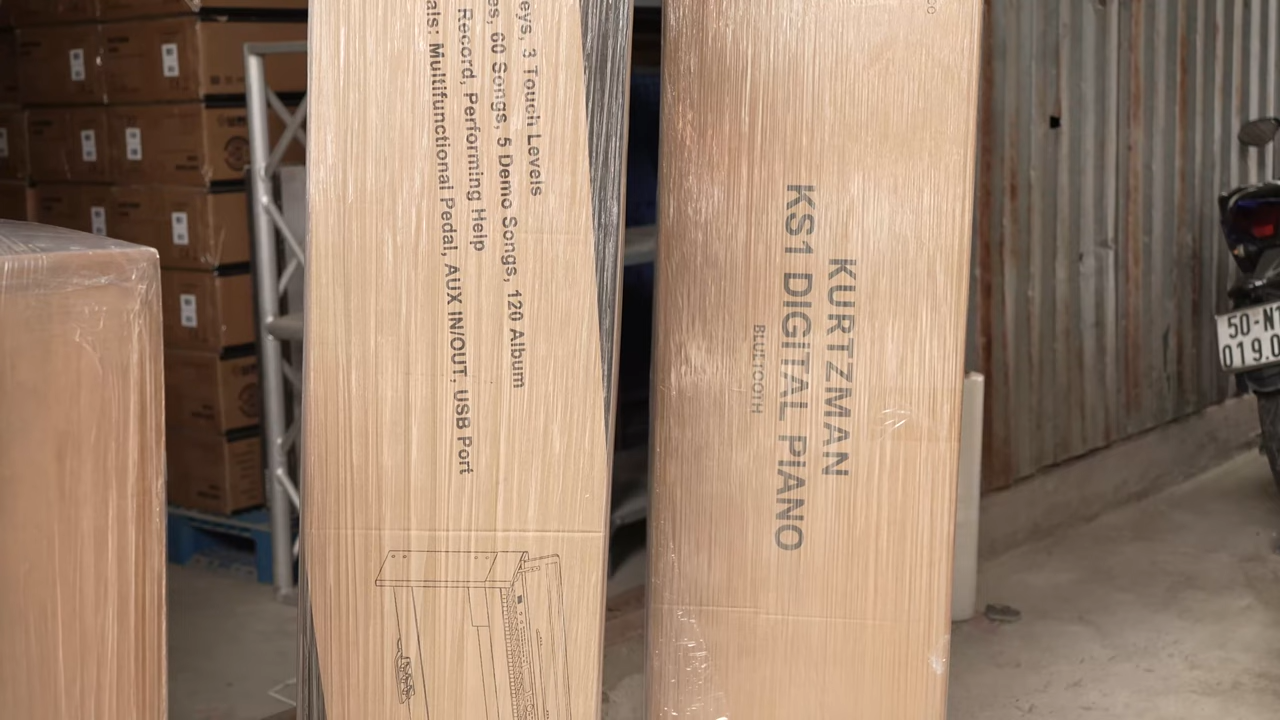 eys, 3 Touch Levels
es, 60 Songs, 5 Demo Songs, 120 Album
Record, Performing Help
als: Multifunctional Pedal, AUX IN/OUT, USB Port
KURTZMAN
KS1 DIGITAL PIANO
BLUETOOTH
50-N1
019.0